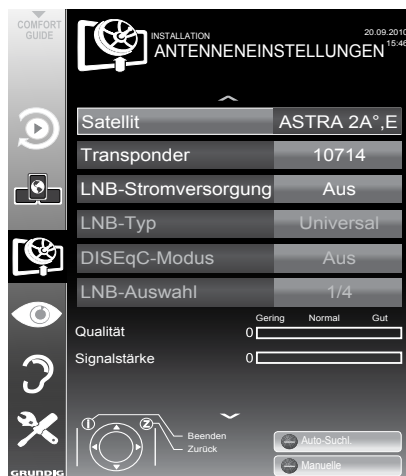 COMFORT
GUIDE
INSTALLATION
ANTENNENEINSTELLUNGEN
20.09.2010
15:46
Satellit ASTRA 2A°,E
Transponder 10714
LNB-Stromversorgung Aus
LNB-Typ Universal
DISEqC-Modus Aus
LNB-Auswahl 1/4
Gering Normal Gut
Qualität 0
Signalstärke 0
Beenden
Zurück
Auto-Suchl.
Manuelle
GRUNDIG